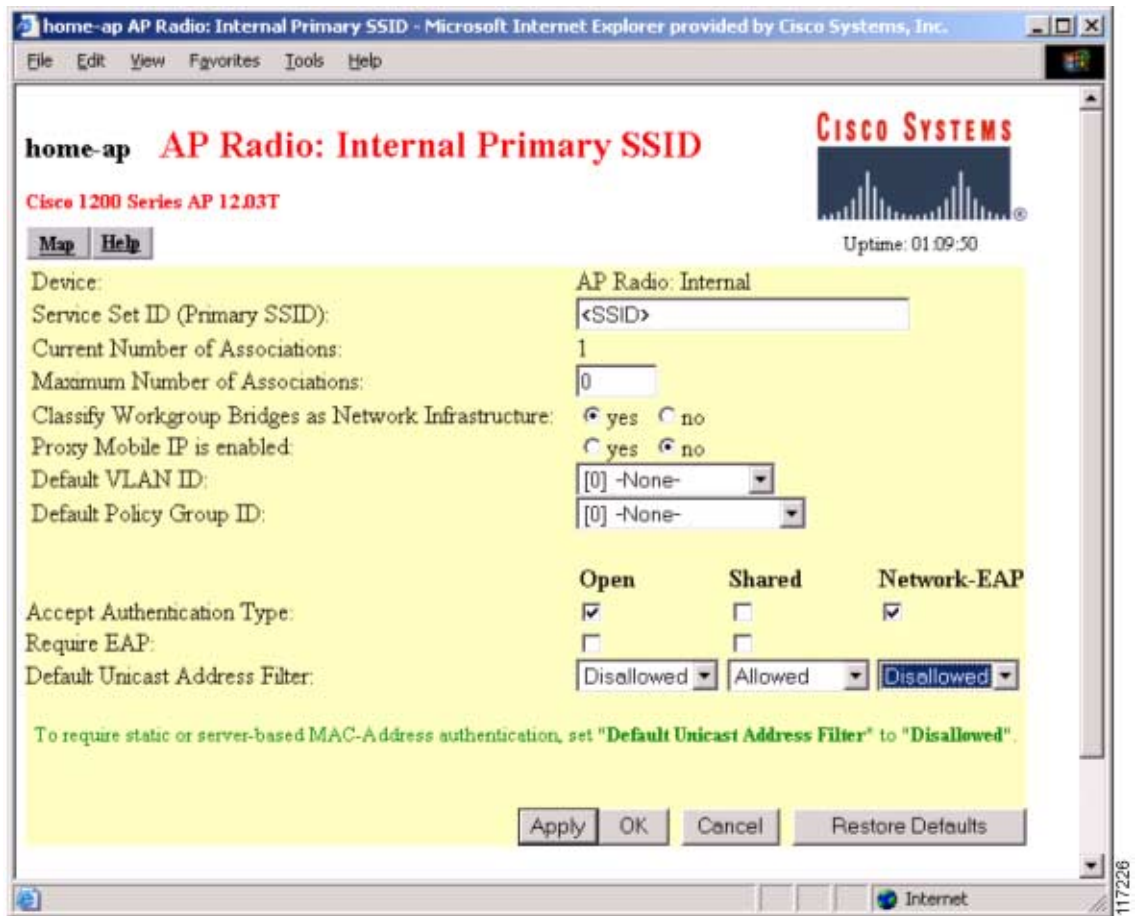 home-ap AP Radio: Internal Primary SSID - Microsoft Internet Explorer provided by Cisco Systems, Inc.
File Edit View Favorites Tools Help
home-ap AP Radio: Internal Primary SSID
CISCO SYSTEMS
®
Cisco 1200 Series AP 12.03T
Map Help
Uptime: 01:09:50
Device: AP Radio: Internal
Service Set ID (Primary SSID): <SSID>
Current Number of Associations: 1
Maximum Number of Associations: 0
Classify Workgroup Bridges as Network Infrastructure: yes no
Proxy Mobile IP is enabled: yes no
Default VLAN ID: [0] -None-
Default Policy Group ID: [0] -None-
Open Shared Network-EAP
Accept Authentication Type:
Require EAP:
Default Unicast Address Filter: Disallowed Allowed Disallowed
To require static or server-based MAC-Address authentication, set "Default Unicast Address Filter" to "Disallowed".
Apply OK Cancel Restore Defaults
Internet
117226